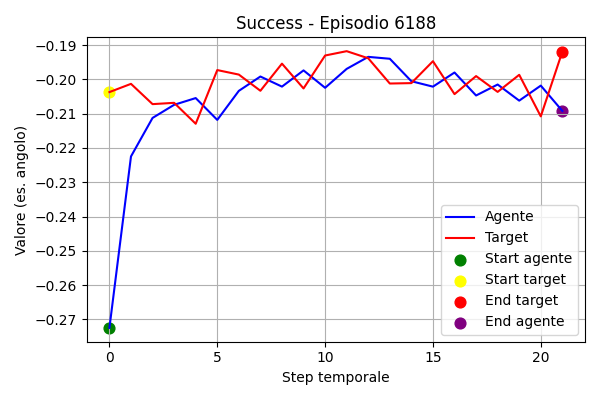 Success - Episodio 6188
−0.19
−0.20
−0.21
−0.22
−0.23
−0.24
−0.25
−0.26
−0.27
Valore (es. angolo)
Agente
Target
Start agente
Start target
End target
End agente
0 5 10 15 20
Step temporale